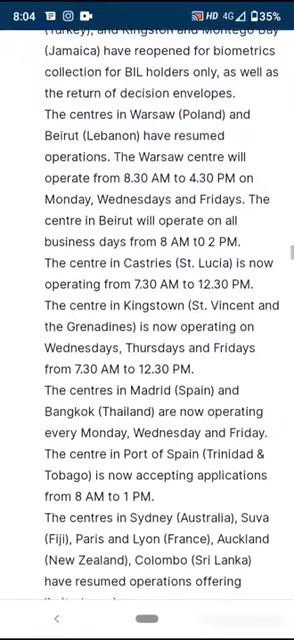 8:04 HD 4G 35%
(Turkey), and Kingston and Montego Bay
(Jamaica) have reopened for biometrics
collection for BIL holders only, as well as
the return of decision envelopes.
The centres in Warsaw (Poland) and
Beirut (Lebanon) have resumed
operations. The Warsaw centre will
operate from 8.30 AM to 4.30 PM on
Monday, Wednesdays and Fridays. The
centre in Beirut will operate on all
business days from 8 AM t0 2 PM.
The centre in Castries (St. Lucia) is now
operating from 7.30 AM to 12.30 PM.
The centre in Kingstown (St. Vincent and
the Grenadines) is now operating on
Wednesdays, Thursdays and Fridays
from 7.30 AM to 12.30 PM.
The centres in Madrid (Spain) and
Bangkok (Thailand) are now operating
every Monday, Wednesday and Friday.
The centre in Port of Spain (Trinidad &
Tobago) is now accepting applications
from 8 AM to 1 PM.
The centres in Sydney (Australia), Suva
(Fiji), Paris and Lyon (France), Auckland
(New Zealand), Colombo (Sri Lanka)
have resumed operations offering